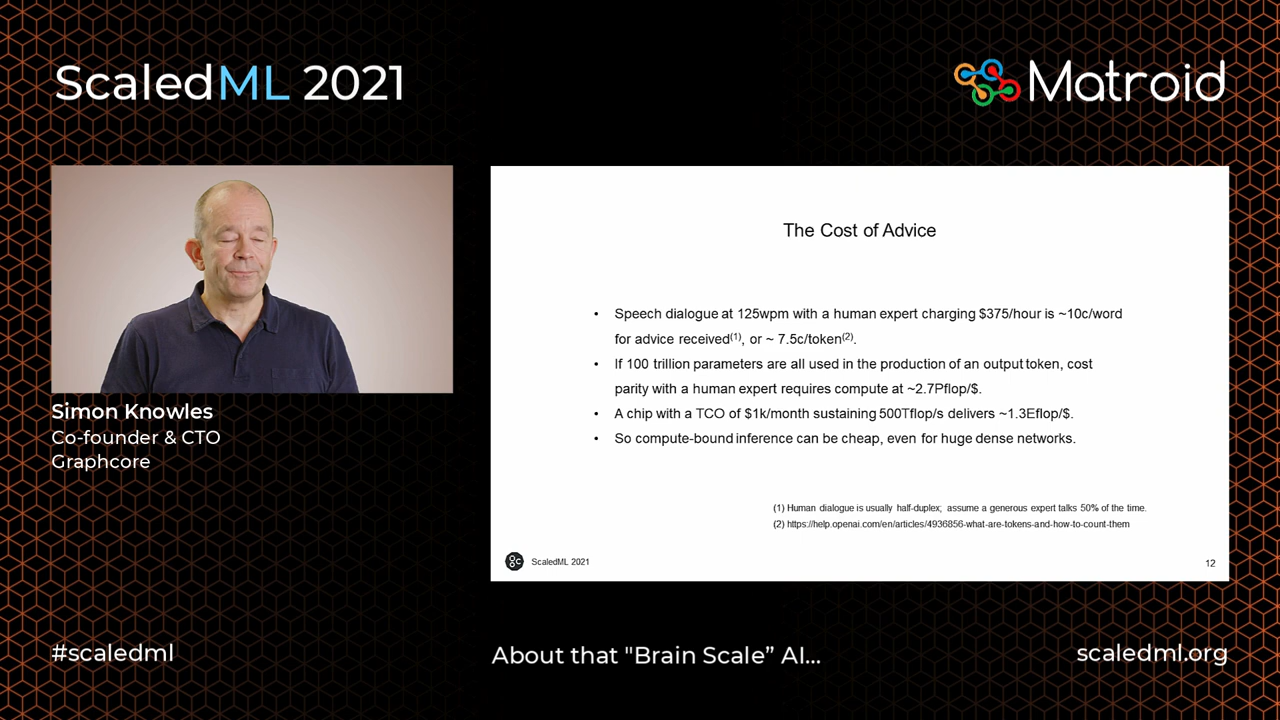 ScaledML 2021
Matroid
Simon Knowles
Co-founder & CTO
Graphcore
The Cost of Advice
• Speech dialogue at 125wpm with a human expert charging $375/hour is ~10c/word
for advice received(1), or ~ 7.5c/token(2).
• If 100 trillion parameters are all used in the production of an output token, cost
parity with a human expert requires compute at ~2.7Pflop/$.
• A chip with a TCO of $1k/month sustaining 500Tflop/s delivers ~1.3Eflop/$.
• So compute-bound inference can be cheap, even for huge dense networks.
(1) Human dialogue is usually half-duplex; assume a generous expert talks 50% of the time.
(2) https://help.openai.com/en/articles/4936856-what-are-tokens-and-how-to-count-them
ScaledML 2021
12
#scaledml
About that "Brain Scale” AI...
scaledml.org